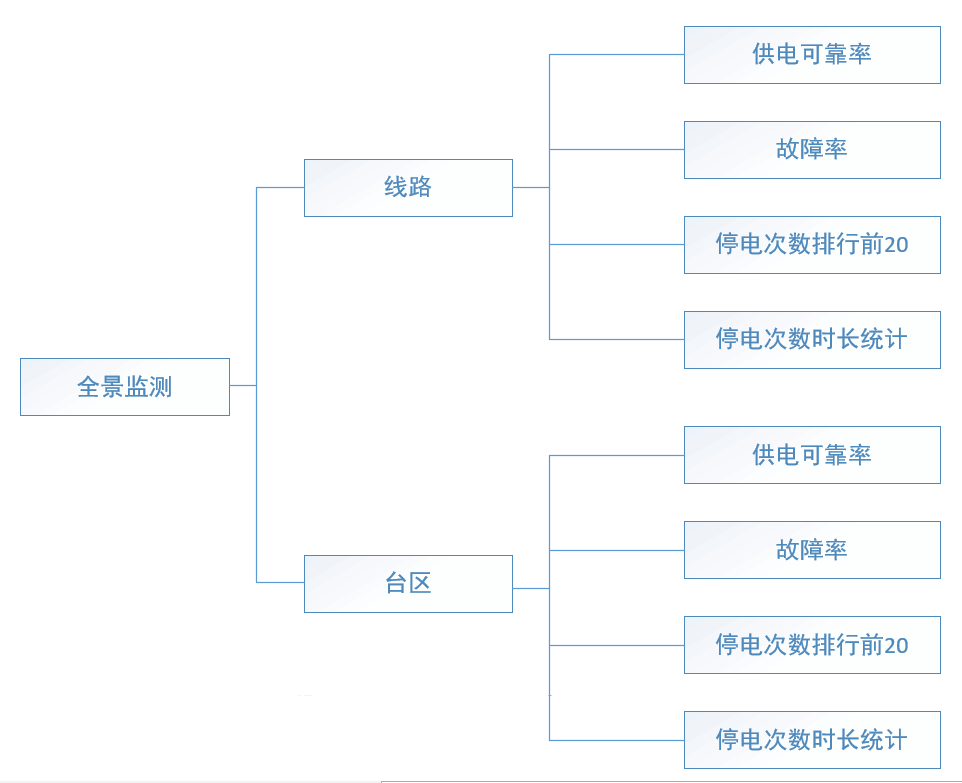 全景监测
线路
供电可靠率
故障率
停电次数排行前20
停电次数时长统计
台区
供电可靠率
故障率
停电次数排行前20
停电次数时长统计